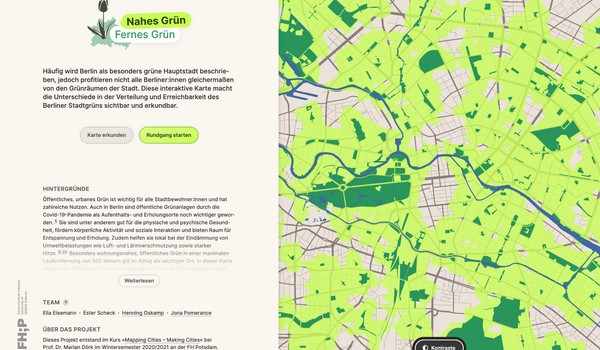 Nahes Grün
Fernes Grün
Häufig wird Berlin als besonders grüne Hauptstadt beschrie-
ben, jedoch profitieren nicht alle Berliner:innen gleichermaßen
von den Grünräumen der Stadt. Diese interaktive Karte macht
die Unterschiede in der Verteilung und Erreichbarkeit des
Berliner Stadtgrüns sichtbar und erkundbar.
Karte erkunden
Rundgang starten
HINTERGRÜNDE
Öffentliches, urbanes Grün ist wichtig für alle Stadtbewohner:innen und hat
zahlreiche Nutzen. Auch in Berlin sind öffentliche Grünanlagen durch die
Covid-19-Pandemie als Aufenthalts- und Erholungsorte noch wichtiger gewor-
den. Sie sind unter anderem gut für die physische und psychische Gesund-
heit, fördern körperliche Aktivität und soziale Interaktion und bieten Raum für
Entspannung und Erholung. Zudem helfen sie lokal bei der Eindämmung von
Umweltbelastungen wie Luft- und Lärmverschmutzung sowie starker
Hitze. Besonders wohnungsnahes, öffentliches Grün in einer maximalen
Laufentfernung von 500 Metern gilt im Alltag als wichtiger Ort. In dieser Karte
Weiterlesen
TEAM
Ella Eisemann · Ester Scheck · Henning Oskamp · Jona Pomerance
ÜBER DAS PROJEKT
Dieses Projekt entstand im Kurs »Mapping Cities – Making Cities« bei
Prof. Dr. Marian Dörk im Wintersemester 2020/2021 an der FH Potsdam.
FH;P
Kontraste